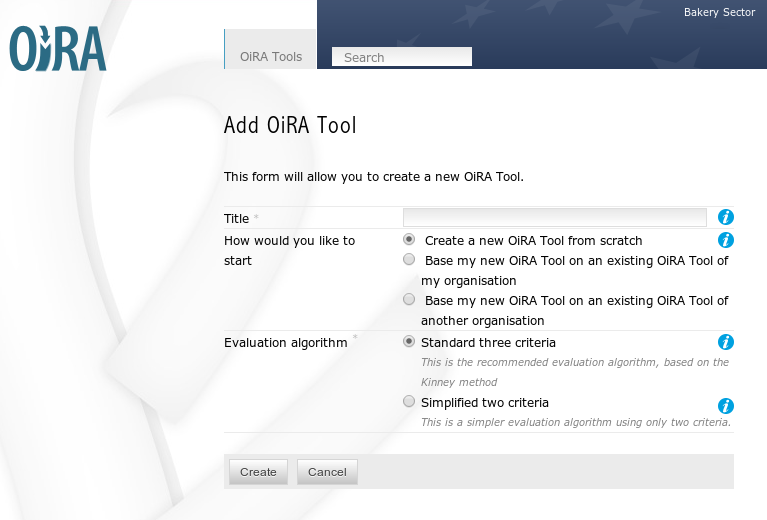 Bakery Sector
OiRA
OiRA Tools
Search
Add OiRA Tool
This form will allow you to create a new OiRA Tool.
Title *
i
How would you like to
start
Create a new OiRA Tool from scratch
i
Base my new OiRA Tool on an existing OiRA Tool of
my organisation
Base my new OiRA Tool on an existing OiRA Tool of
another organisation
Evaluation algorithm *
Standard three criteria
i
This is the recommended evaluation algorithm, based on the
Kinney method
Simplified two criteria
i
This is a simpler evaluation algorithm using only two criteria.
Create
Cancel